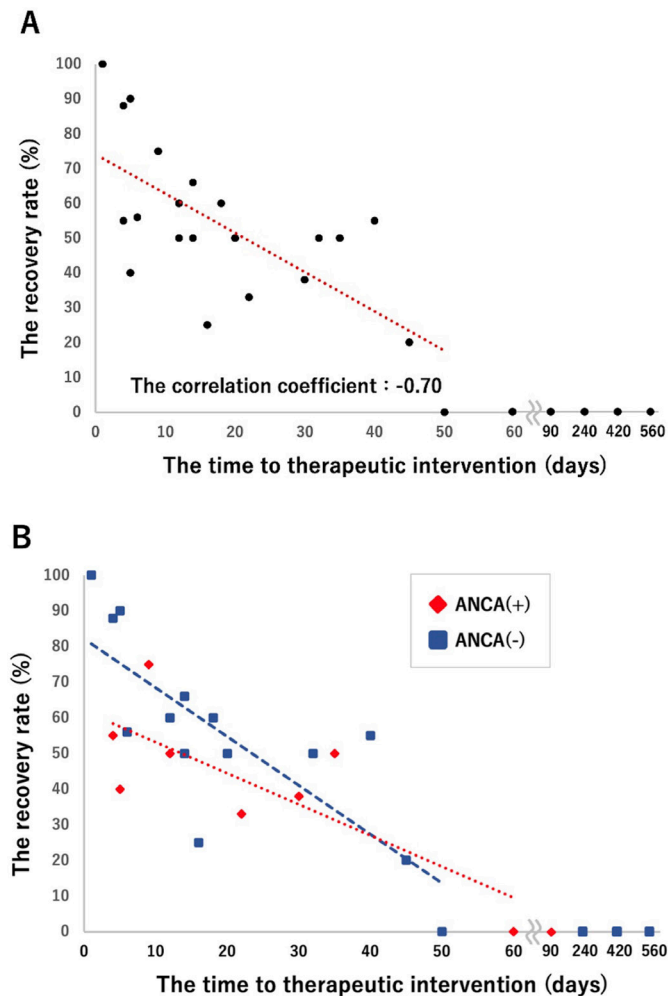 A
100
90
80
70
60
50
40
30
20
10
0
The recovery rate (%)
The correlation coefficient：-0.70
0 10 20 30 40 50 60 90 240 420 560
The time to therapeutic intervention (days)
B
100
90
80
70
60
50
40
30
20
10
0
The recovery rate (%)
ANCA(+)
ANCA(-)
0 10 20 30 40 50 60 90 240 420 560
The time to therapeutic intervention (days)